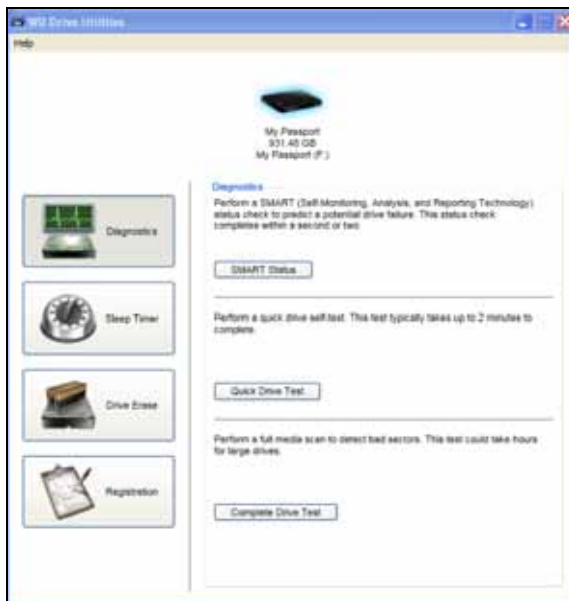 WD Drive Utilities
Help
My Passport
931.48 GB
My Passport (F:)
Diagnostics
Diagnostics
Perform a SMART (Self-Monitoring, Analysis, and Reporting Technology)
status check to predict a potential drive failure. This status check
completes within a second or two.
SMART Status
Sleep Timer
Perform a quick drive self-test. This test typically takes up to 2 minutes to
complete.
Quick Drive Test
Drive Erase
Perform a full media scan to detect bad sectors. This test could take hours
for large drives.
Registration
Complete Drive Test